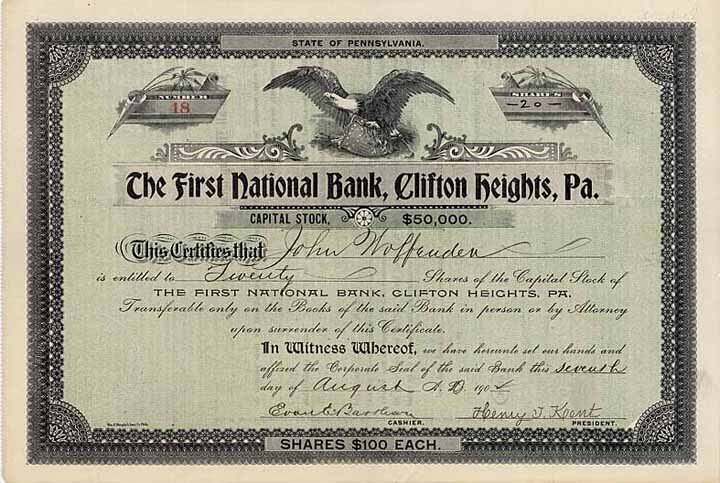 STATE OF PENNSYLVANIA.
NUMBER
48
SHARES
-20-
The First National Bank, Clifton Heights, Pa.
CAPITAL STOCK, $50,000.
This Certifies that John Woffenden
is entitled to Twenty Shares of the Capital Stock of
THE FIRST NATIONAL BANK, CLIFTON HEIGHTS, PA.
Transferable only on the Books of the said Bank in person or by Attorney
upon surrender of this Certificate.
In Witness Whereof, we have hereunto set our hands and
affixed the Corporate Seal of the said Bank this seventh
day of August A. D. 190
Henry T. Kent
CASHIER. PRESIDENT.
SHARES $100 EACH.